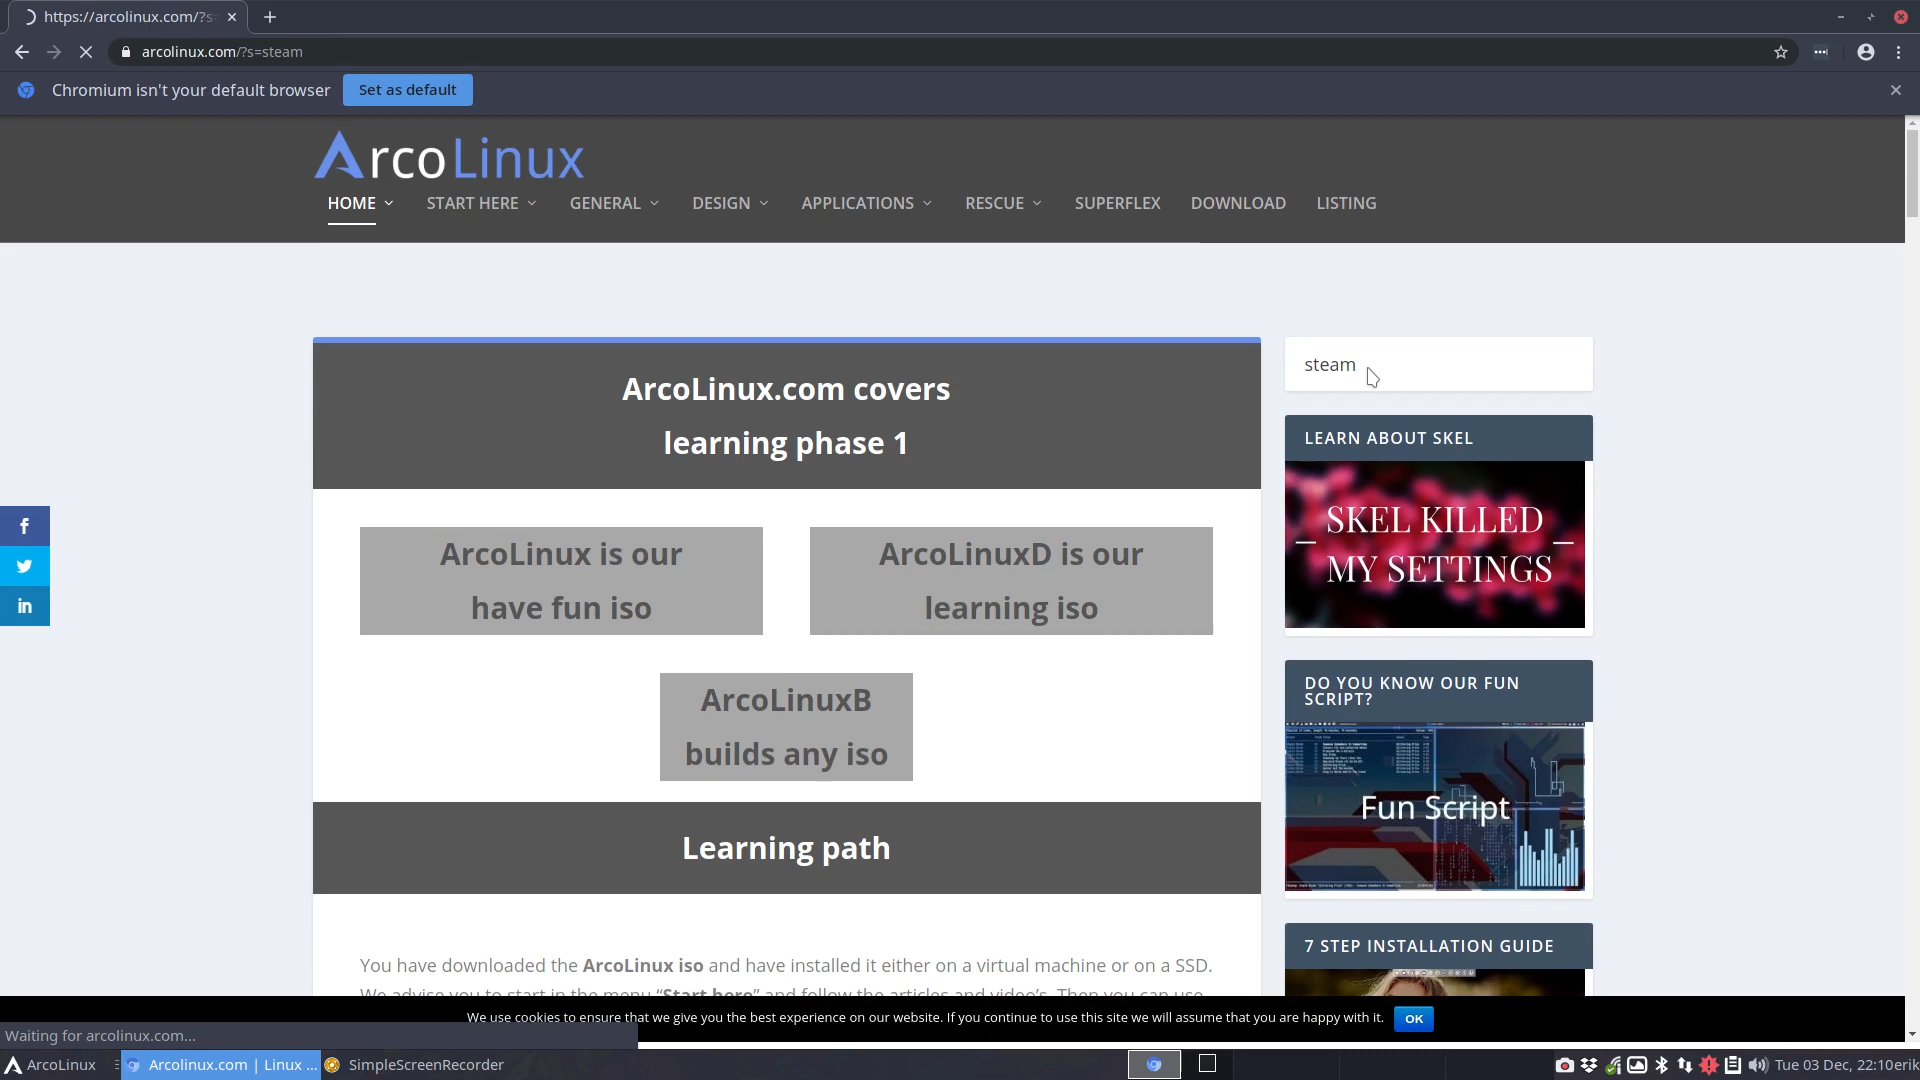 https://arcolinux.com/?s=
arcolinux.com/?s=steam
Chromium isn't your default browser
Set as default
ArcoLinux
HOME
START HERE
GENERAL
DESIGN
APPLICATIONS
RESCUE
SUPERFLEX
DOWNLOAD
LISTING
ArcoLinux.com covers
learning phase 1
ArcoLinux is our
have fun iso
ArcoLinuxD is our
learning iso
ArcoLinuxB
builds any iso
Learning path
You have downloaded the ArcoLinux iso and have installed it either on a virtual machine or on a SSD.
We advise you to start in the menu “Start here” and follow the articles and video’s. Then you can use
steam
LEARN ABOUT SKEL
SKEL KILLED
MY SETTINGS
DO YOU KNOW OUR FUN
SCRIPT?
Fun Script
7 STEP INSTALLATION GUIDE
f
in
We use cookies to ensure that we give you the best experience on our website. If you continue to use this site we will assume that you are happy with it.
OK
Waiting for arcolinux.com...
ArcoLinux
Arcolinux.com | Linux ...
SimpleScreenRecorder
Tue 03 Dec, 22:10
erik